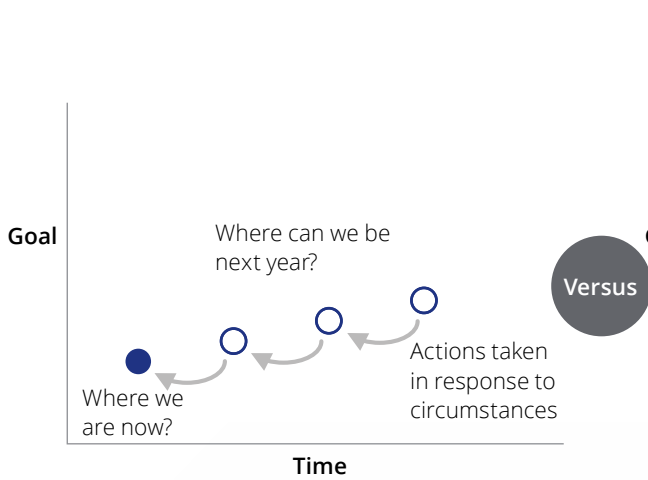 Goal
Where can we be
next year?
Versus
Actions taken
in response to
circumstances
Where we
are now?
Time